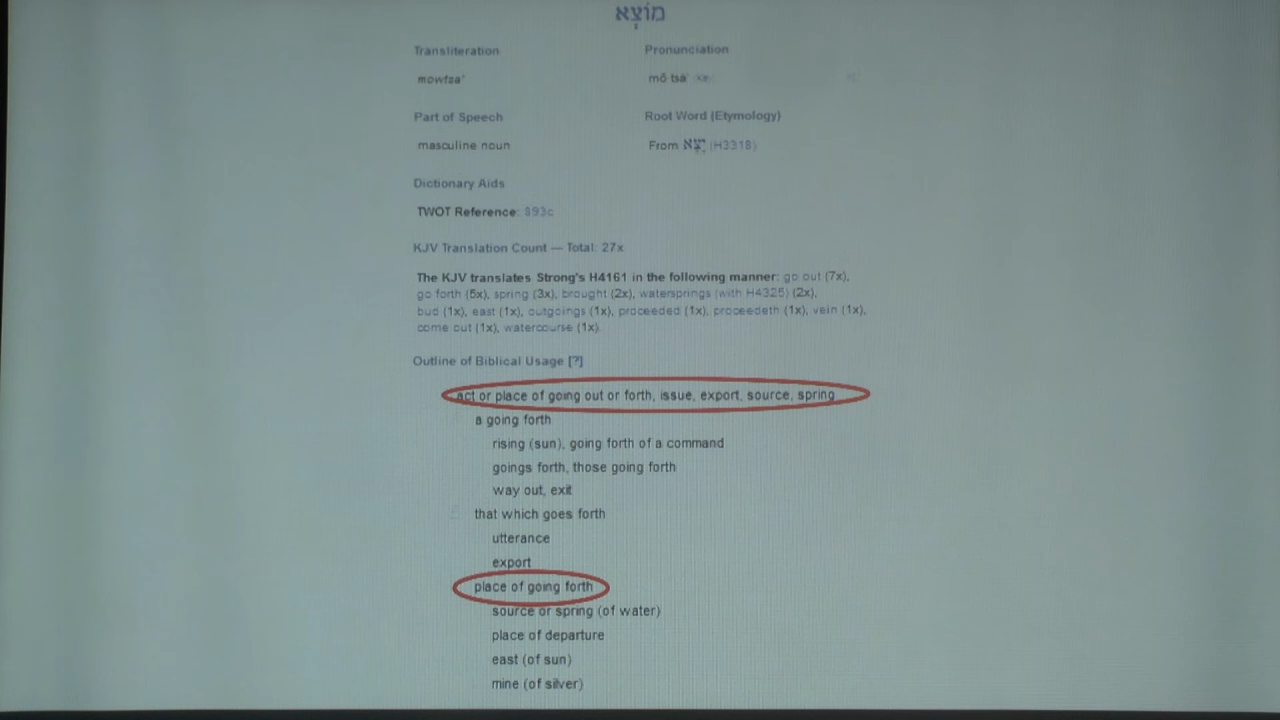 מוֹצָא
Transliteration
Pronunciation
mowtsa'
mō·tsä'
Part of Speech
Root Word (Etymology)
masculine noun
From יָצָא (H3318)
Dictionary Aids
TWOT Reference: 893c
KJV Translation Count — Total: 27x
The KJV translates Strong's H4161 in the following manner: go out (7x),
go forth (5x), spring (3x), brought (2x), watersprings (with H4325) (2x),
bud (1x), east (1x), outgoings (1x), proceeded (1x), proceedeth (1x), vein (1x),
come out (1x), watercourse (1x).
Outline of Biblical Usage [?]
act or place of going out or forth, issue, export, source, spring
a going forth
rising (sun), going forth of a command
goings forth, those going forth
way out, exit
that which goes forth
utterance
export
place of going forth
source or spring (of water)
place of departure
east (of sun)
mine (of silver)